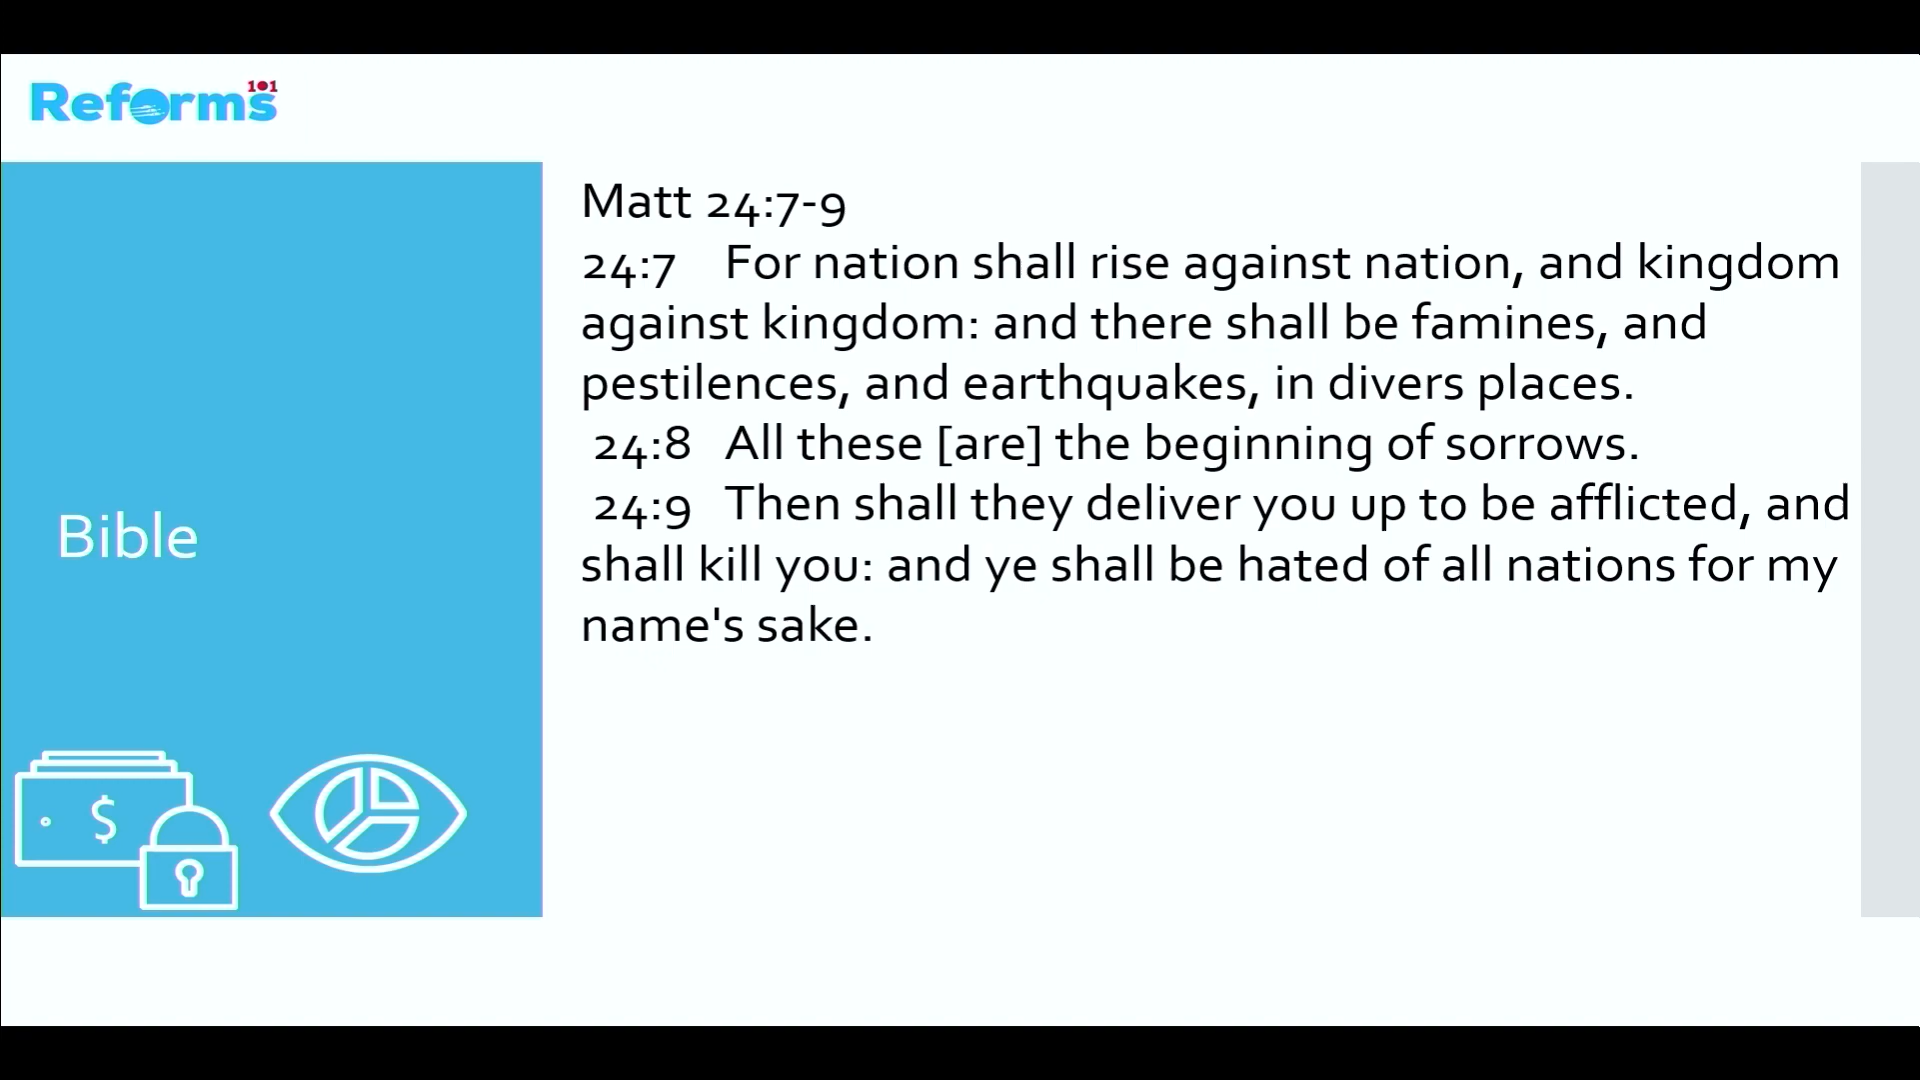 Reforms 101
Matt 24:7-9
24:7 For nation shall rise against nation, and kingdom
against kingdom: and there shall be famines, and
pestilences, and earthquakes, in divers places.
24:8 All these [are] the beginning of sorrows.
24:9 Then shall they deliver you up to be afflicted, and
shall kill you: and ye shall be hated of all nations for my
name's sake.
Bible
$